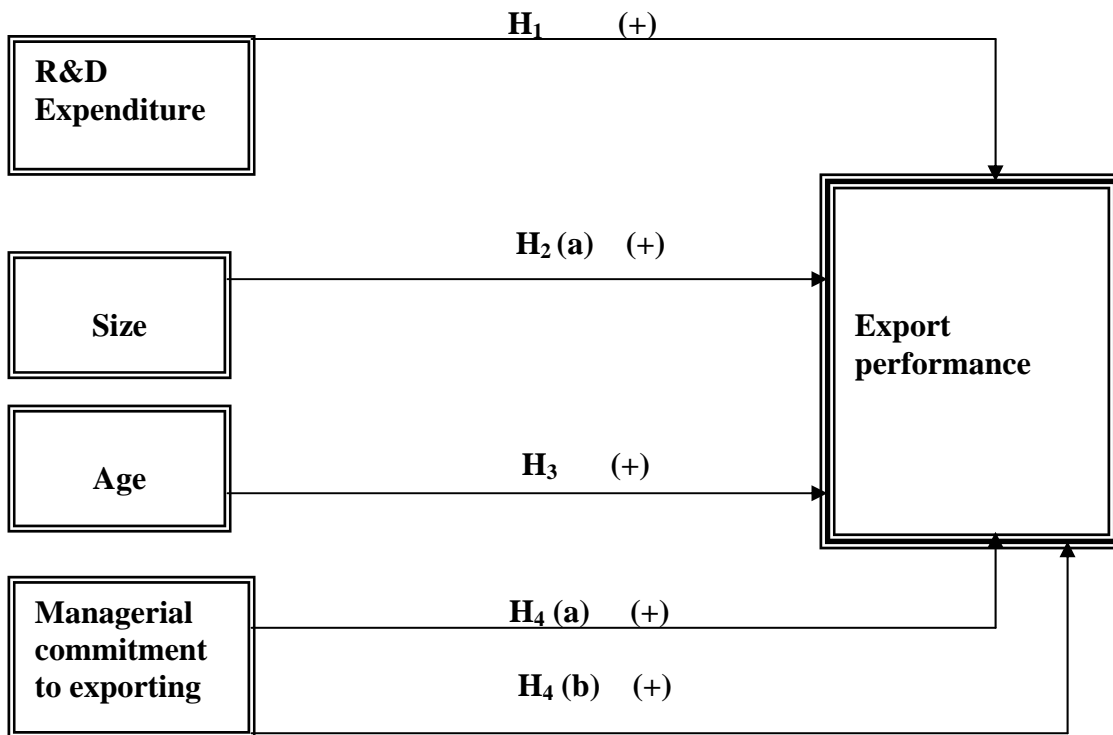 H₁ (+)
R&D
Expenditure
H₂ (a) (+)
Size
Export
performance
Age
H₃ (+)
Managerial
commitment
to exporting
H₄ (a) (+)
H₄ (b) (+)